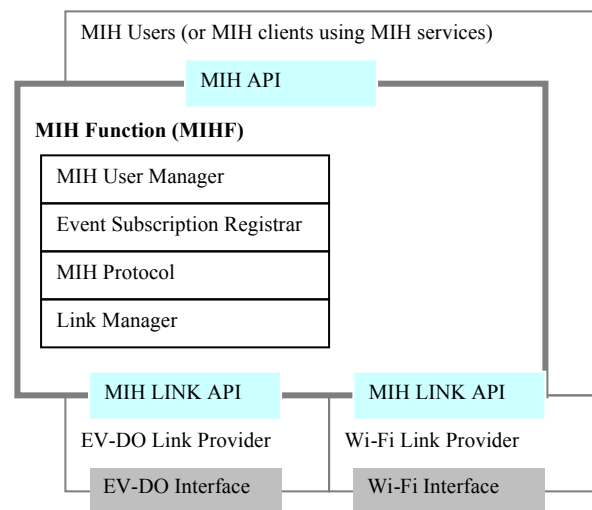 MIH Users (or MIH clients using MIH services)
MIH API
MIH Function (MIHF)
MIH User Manager
Event Subscription Registrar
MIH Protocol
Link Manager
MIH LINK API
MIH LINK API
EV-DO Link Provider
Wi-Fi Link Provider
EV-DO Interface
Wi-Fi Interface